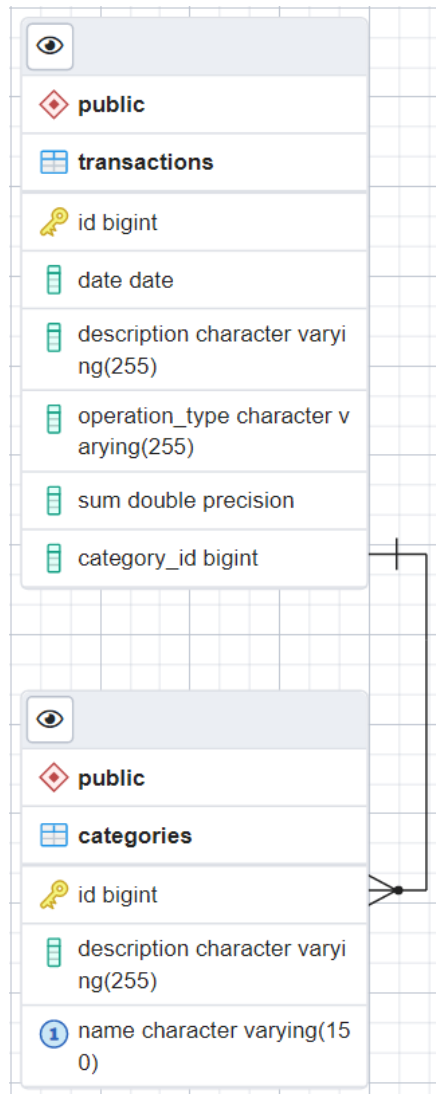 public
transactions
id bigint
date date
description character varyi
ng(255)
operation_type character v
arying(255)
sum double precision
category_id bigint
public
categories
id bigint
description character varyi
ng(255)
1
name character varying(15
0)